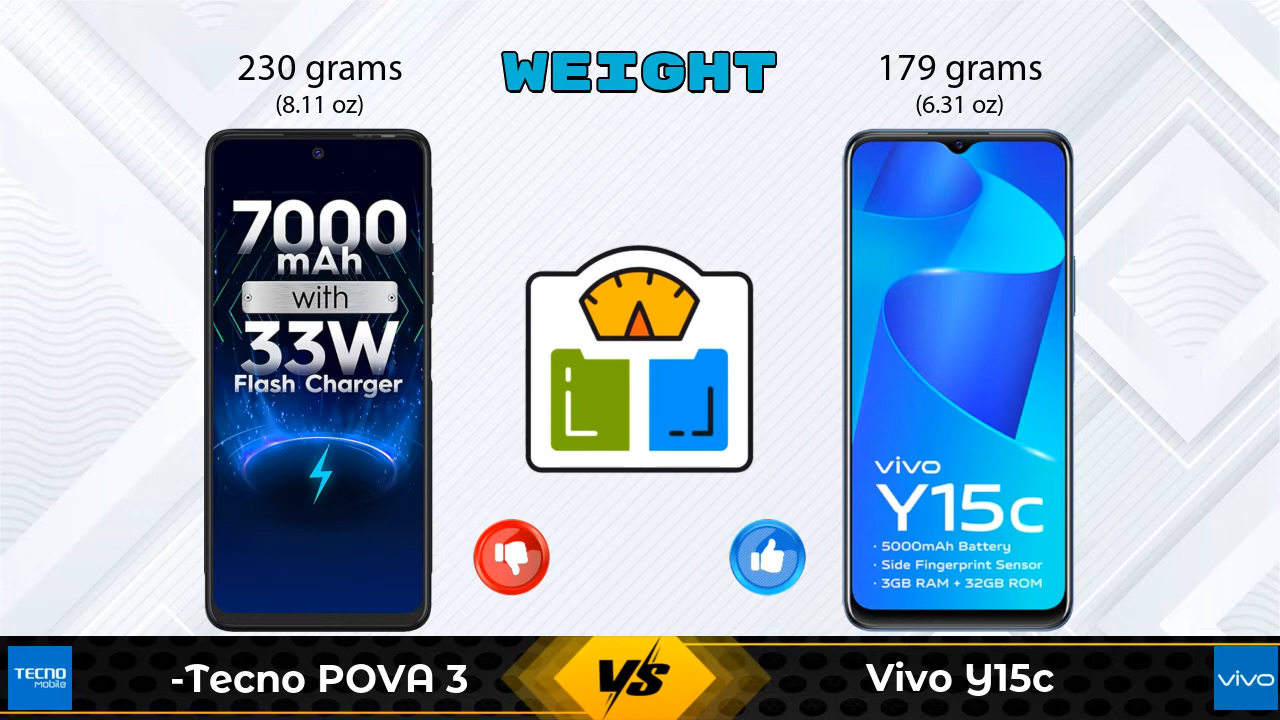 WEIGHT
230 grams
(8.11 oz)
179 grams
(6.31 oz)
7000
mAh
with
33W
Flash Charger
vivo
Y15c
· 5000mAh Battery
· Side Fingerprint Sensor
· 3GB RAM + 32GB ROM
TECNO
mobile
-Tecno POVA 3
VS
Vivo Y15c
vivo